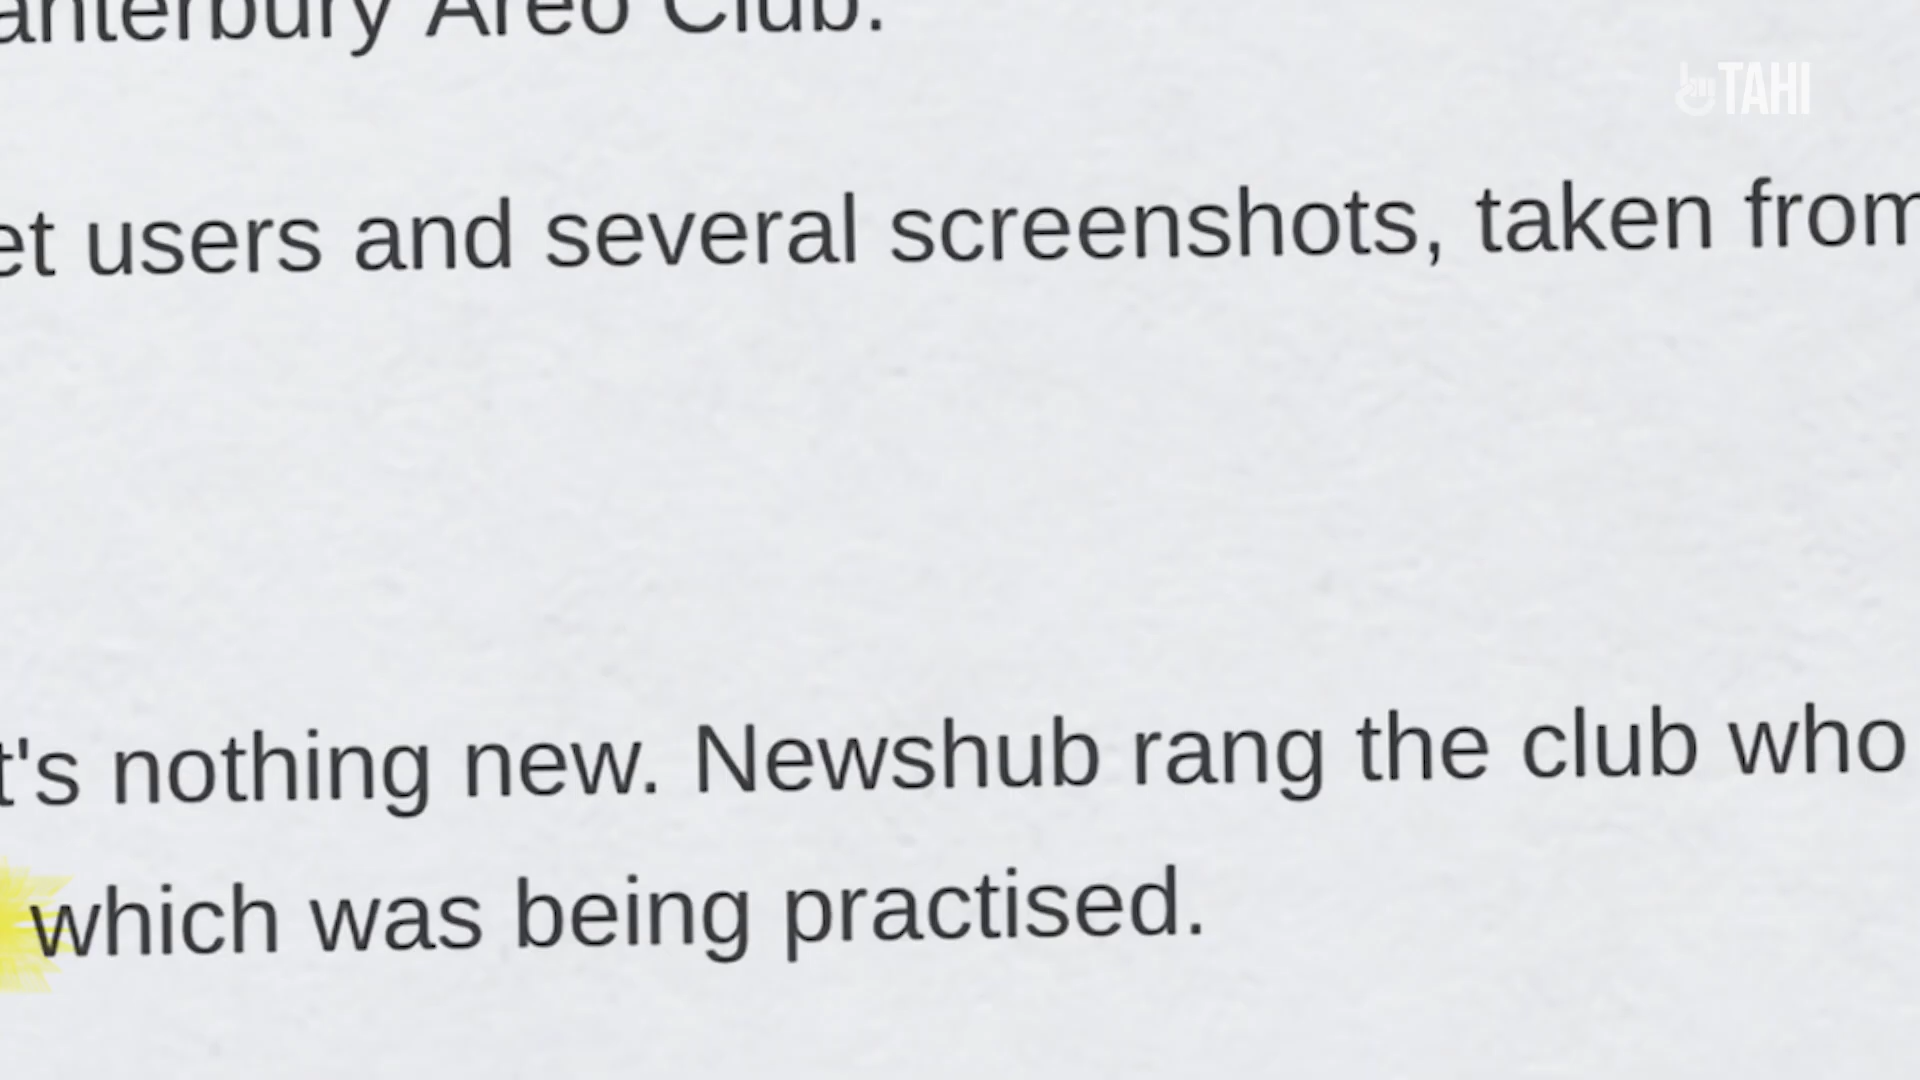 anterbury Areo Club.
TAHI
et users and several screenshots, taken from
t's nothing new. Newshub rang the club who
which was being practised.